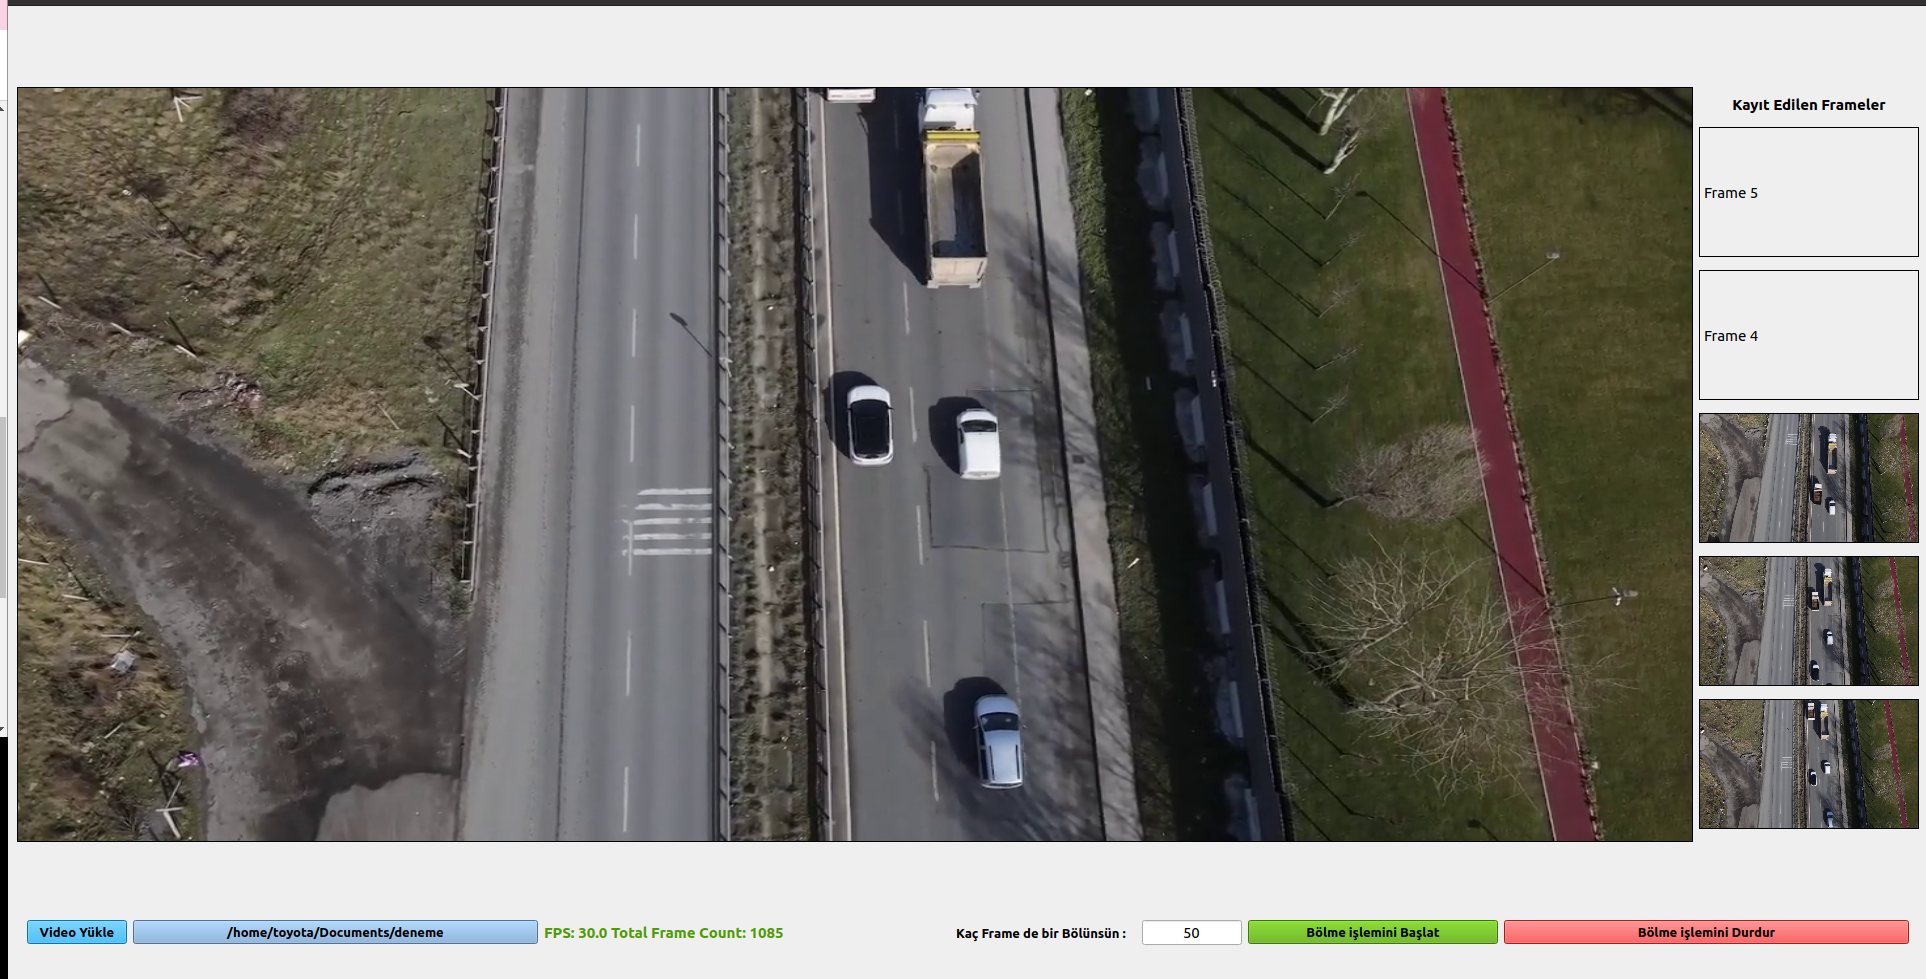 Kayıt Edilen Frameler
Frame 5
Frame 4
Video Yükle
/home/toyota/Documents/deneme
FPS: 30.0 Total Frame Count: 1085
Kaç Frame de bir Bölünsün :
50
Bölme işlemini Başlat
Bölme işlemini Durdur